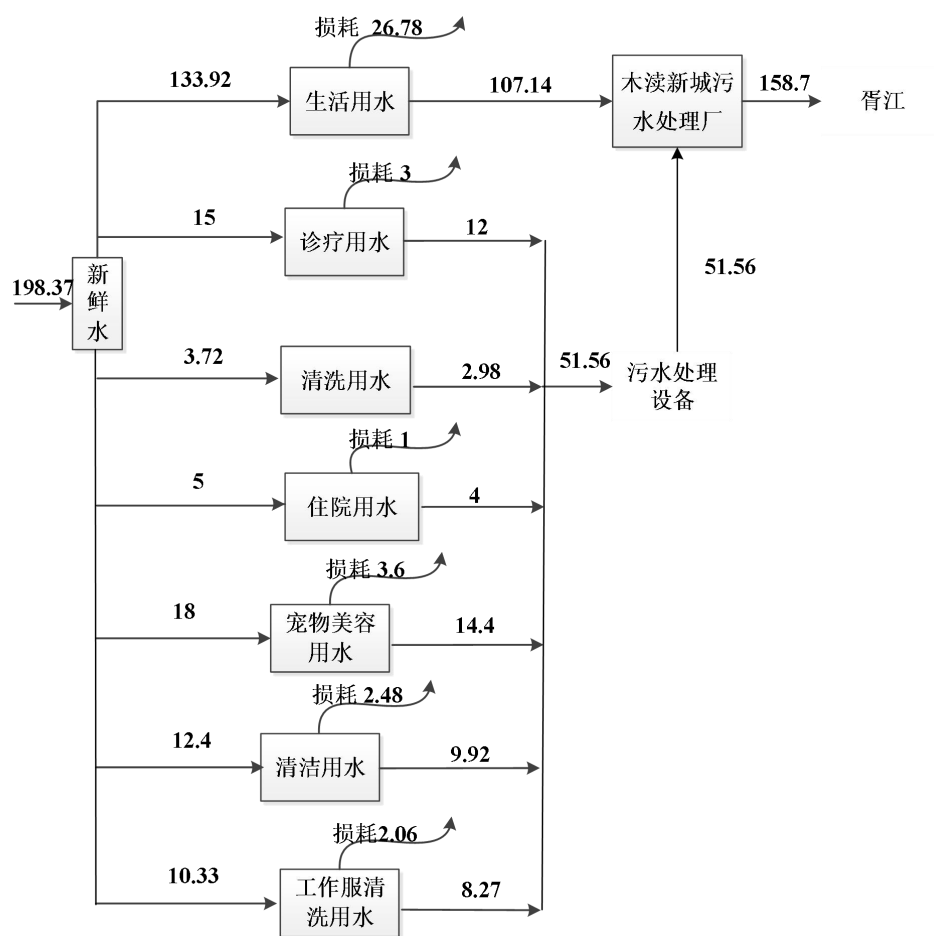 损耗 26.78
133.92
生活用水
107.14
木渎新城污
水处理厂
158.7
胥江
损耗 3
15
诊疗用水
12
198.37
新
鲜
水
51.56
3.72
清洗用水
2.98
51.56
污水处理
设备
损耗 1
5
住院用水
4
损耗 3.6
18
宠物美容
用水
14.4
损耗 2.48
12.4
清洁用水
9.92
损耗2.06
10.33
工作服清
洗用水
8.27